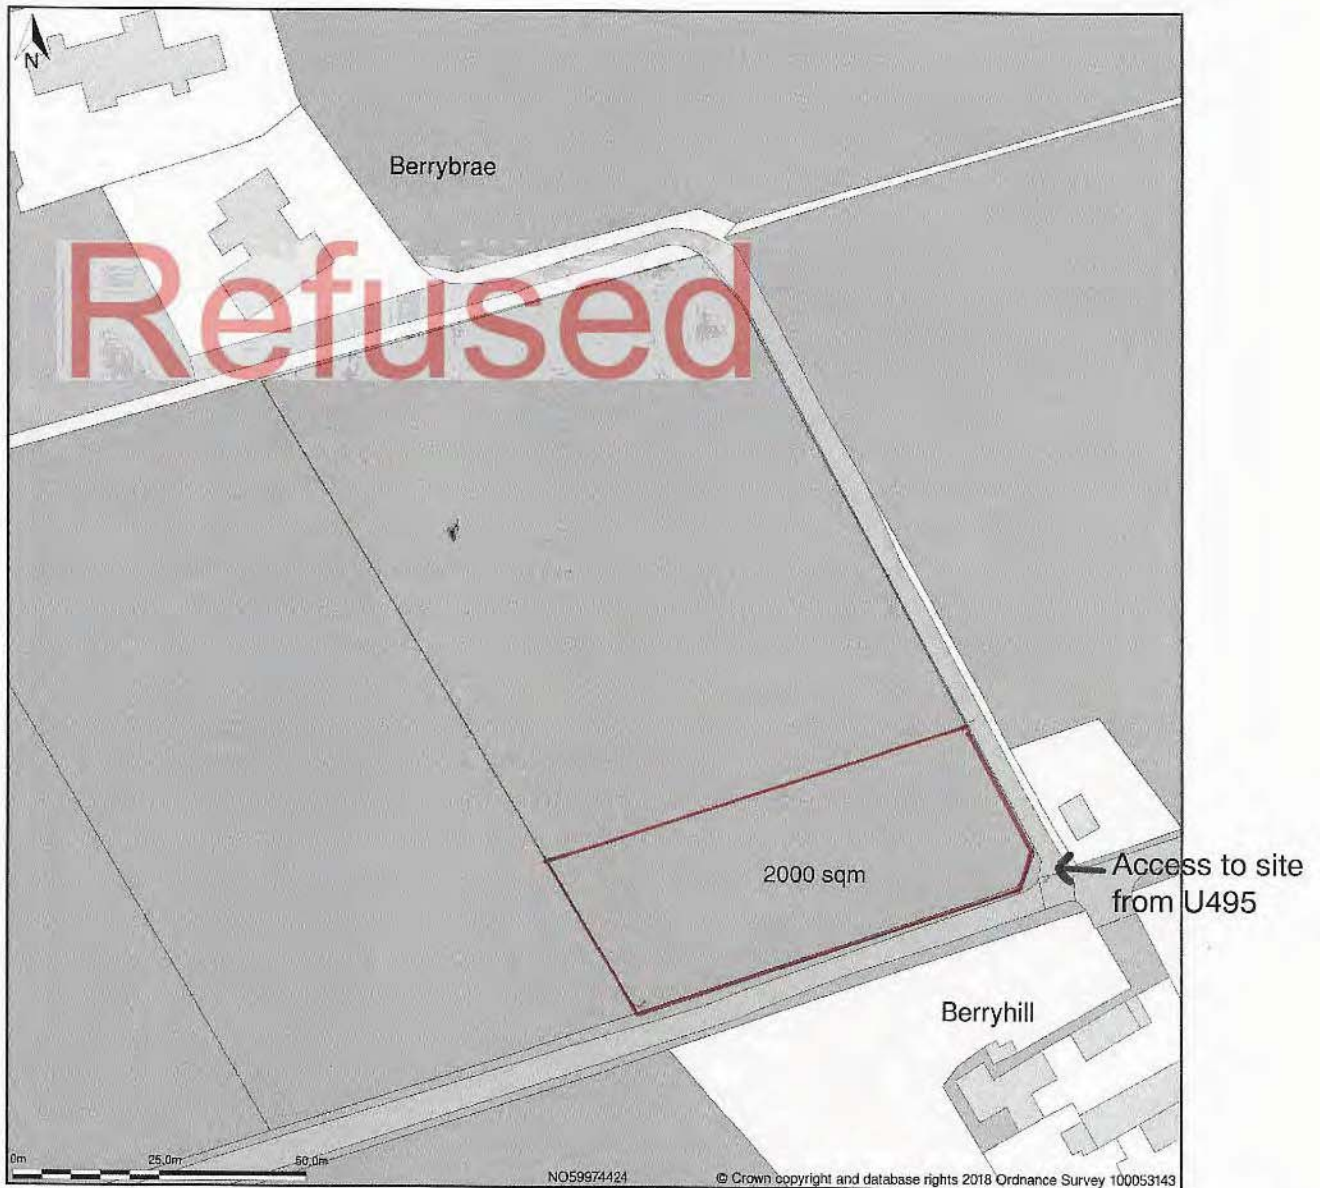 N
Berrybrae
Refused
2000 sqm
Access to site
from U495
Berryhill
0m 25.0m 50.0m
NO59974424
© Crown copyright and database rights 2018 Ordnance Survey 100053143